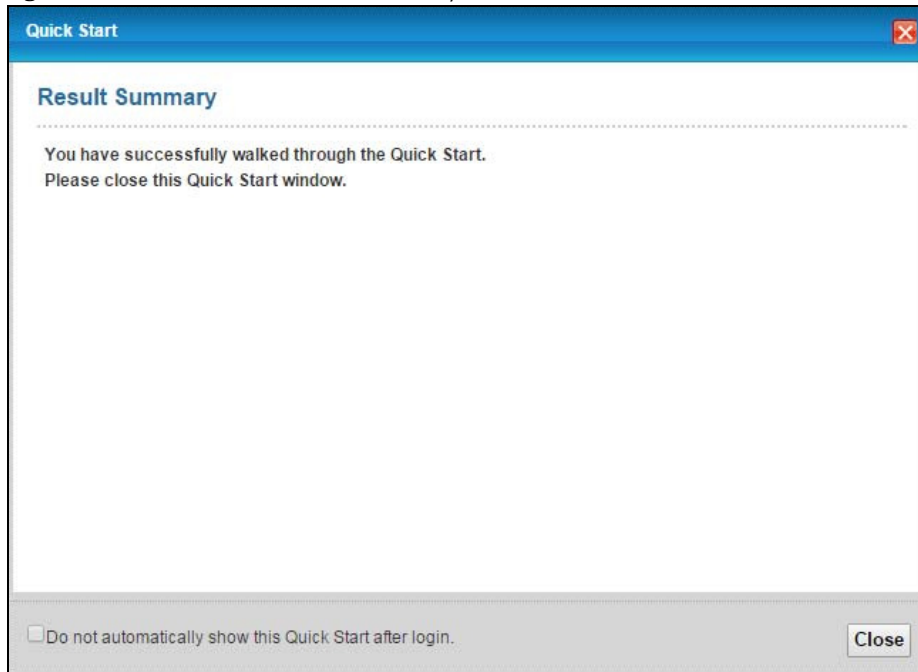 Quick Start
Result Summary
You have successfully walked through the Quick Start.
Please close this Quick Start window.
Do not automatically show this Quick Start after login.
Close